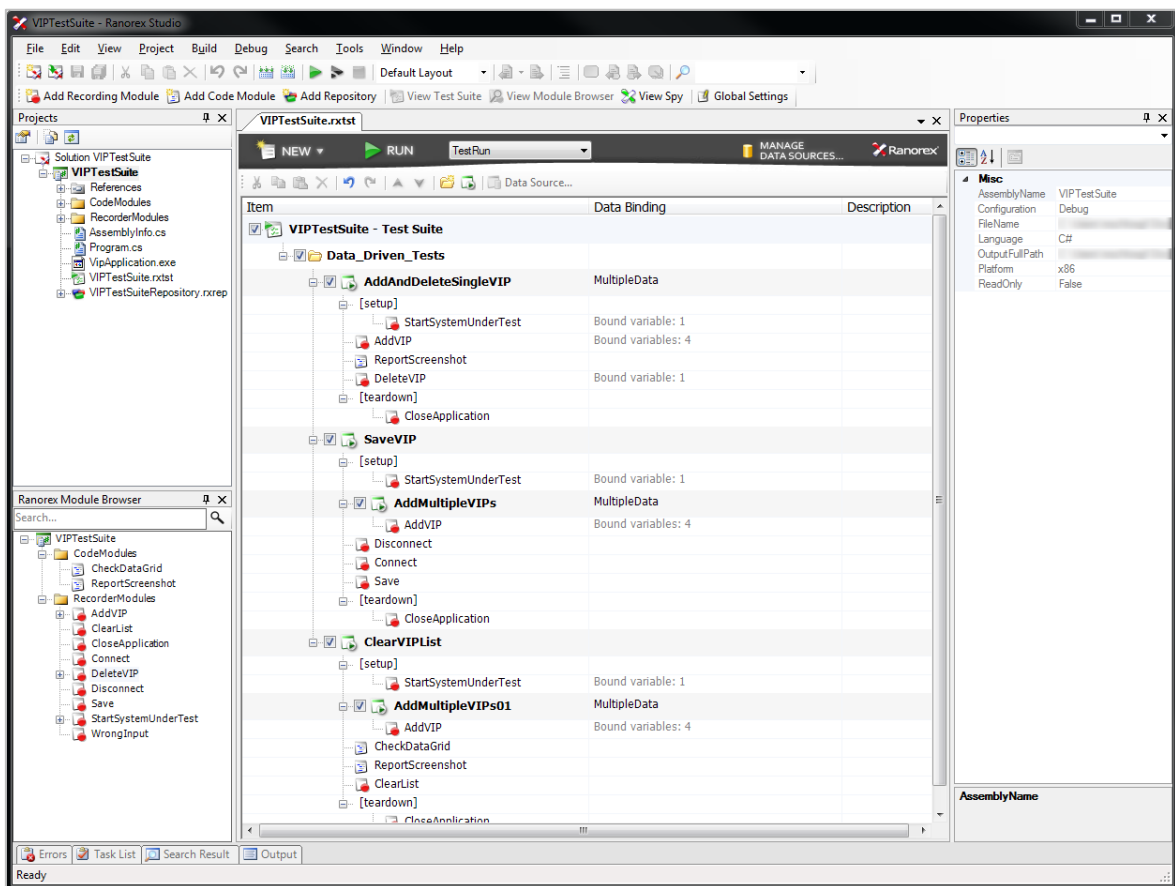 VIPTestSuite - Ranorex Studio
File Edit View Project Build Debug Search Tools Window Help
Default Layout
Add Recording Module Add Code Module Add Repository View Test Suite View Module Browser View Spy Global Settings
Projects
Solution VIPTestSuite
VIPTestSuite
References
CodeModules
RecorderModules
AssemblyInfo.cs
Program.cs
VipApplication.exe
VIPTestSuite.rxtst
VIPTestSuiteRepository.rxrep
Ranorex Module Browser
Search...
VIPTestSuite
CodeModules
CheckDataGrid
ReportScreenshot
RecorderModules
AddVIP
ClearList
CloseApplication
Connect
DeleteVIP
Disconnect
Save
StartSystemUnderTest
WrongInput
VIPTestSuite.rxtst
NEW RUN TestRun MANAGE DATA SOURCES... Ranorex
Data Source...
Item Data Binding Description
VIPTestSuite - Test Suite
Data_Driven_Tests
AddAndDeleteSingleVIP MultipleData
[setup]
StartSystemUnderTest Bound variable: 1
AddVIP Bound variables: 4
ReportScreenshot
DeleteVIP Bound variable: 1
[teardown]
CloseApplication
SaveVIP
[setup]
StartSystemUnderTest Bound variable: 1
AddMultipleVIPs MultipleData
AddVIP Bound variables: 4
Disconnect
Connect
Save
[teardown]
CloseApplication
ClearVIPList
[setup]
StartSystemUnderTest Bound variable: 1
AddMultipleVIPs01 MultipleData
AddVIP Bound variables: 4
CheckDataGrid
ReportScreenshot
ClearList
[teardown]
CloseApplication
Properties
Misc
AssemblyName VIPTestSuite
Configuration Debug
FileName
Language C#
OutputFullPath
Platform x86
ReadOnly False
AssemblyName
Errors Task List Search Result Output
Ready